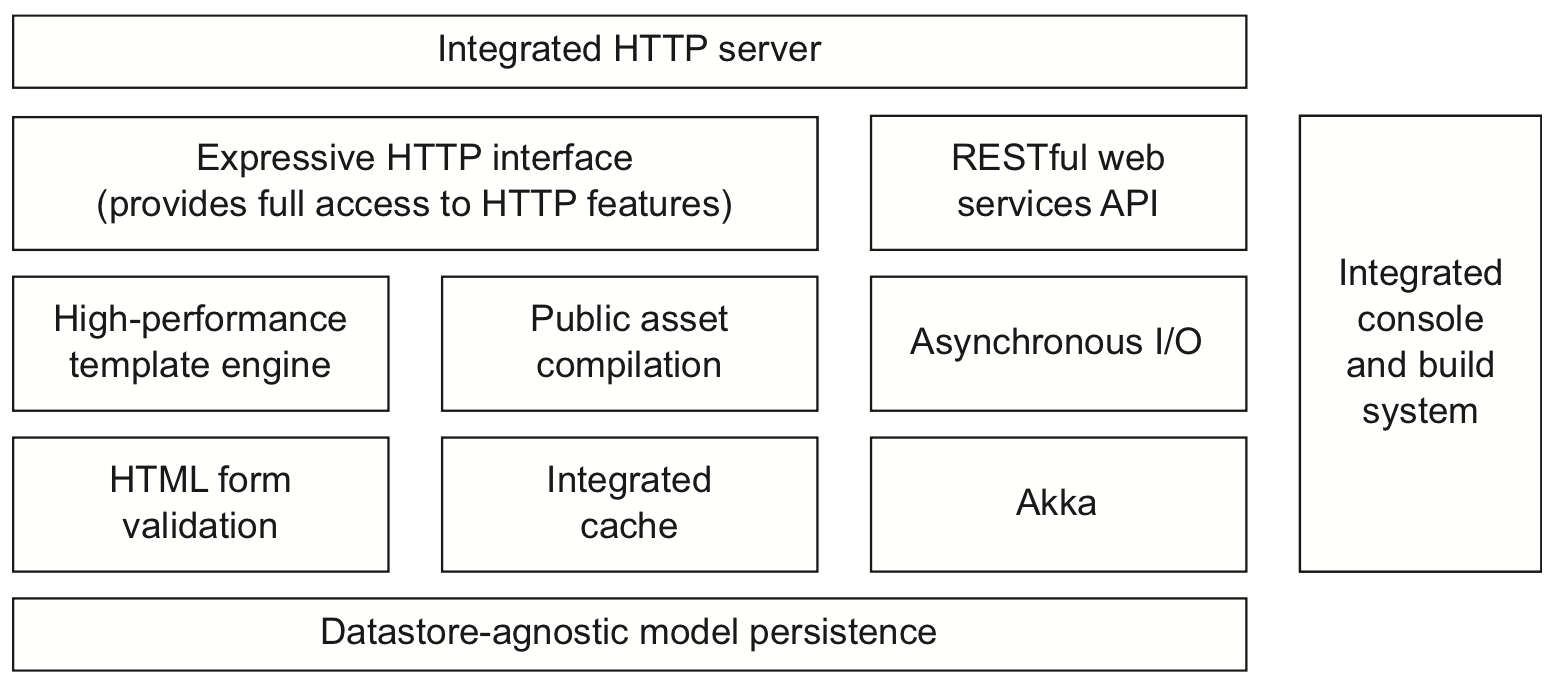 Integrated HTTP server
Expressive HTTP interface
(provides full access to HTTP features)
RESTful web
services API
High-performance
template engine
Public asset
compilation
Asynchronous I/O
HTML form
validation
Integrated
cache
Akka
Integrated
console
and build
system
Datastore-agnostic model persistence